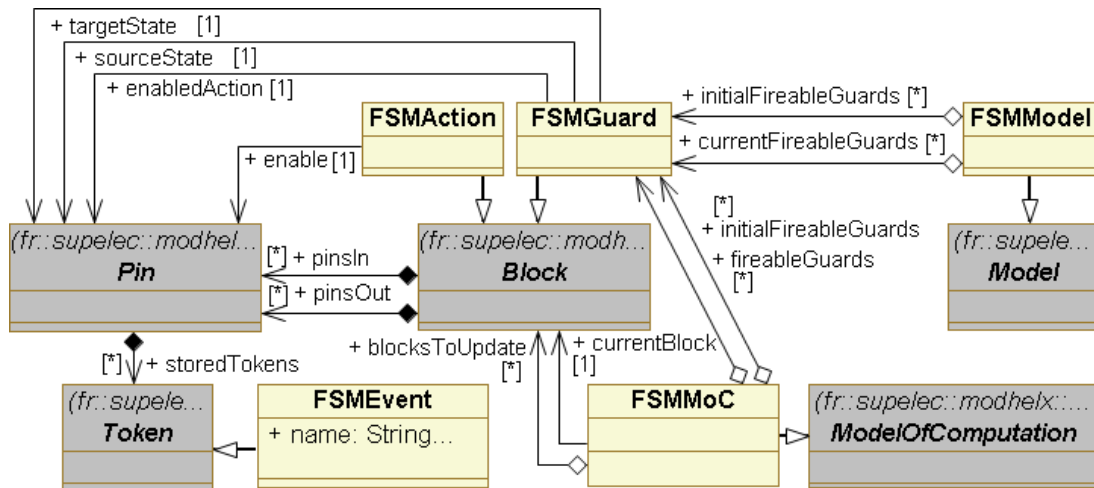 + targetState [1]
+ sourceState [1]
+ enabledAction [1]
+ initialFireableGuards [*]
FSMAction
FSMGuard
FSMModel
+ currentFireableGuards [*]
+ enable [1]
[*]
+ initialFireableGuards
+ fireableGuards
[*]
(fr::supelec::modhel...
Pin
[*] + pinsIn
[*] + pinsOut
(fr::supelec::modh...
Block
(fr::supele...
Model
+ blocksToUpdate
[*]
+ currentBlock
[1]
[*] + storedTokens
(fr::supele...
Token
FSMEvent
+ name: String...
FSMMoC
(fr::supelec::modhelx::...
ModelOfComputation